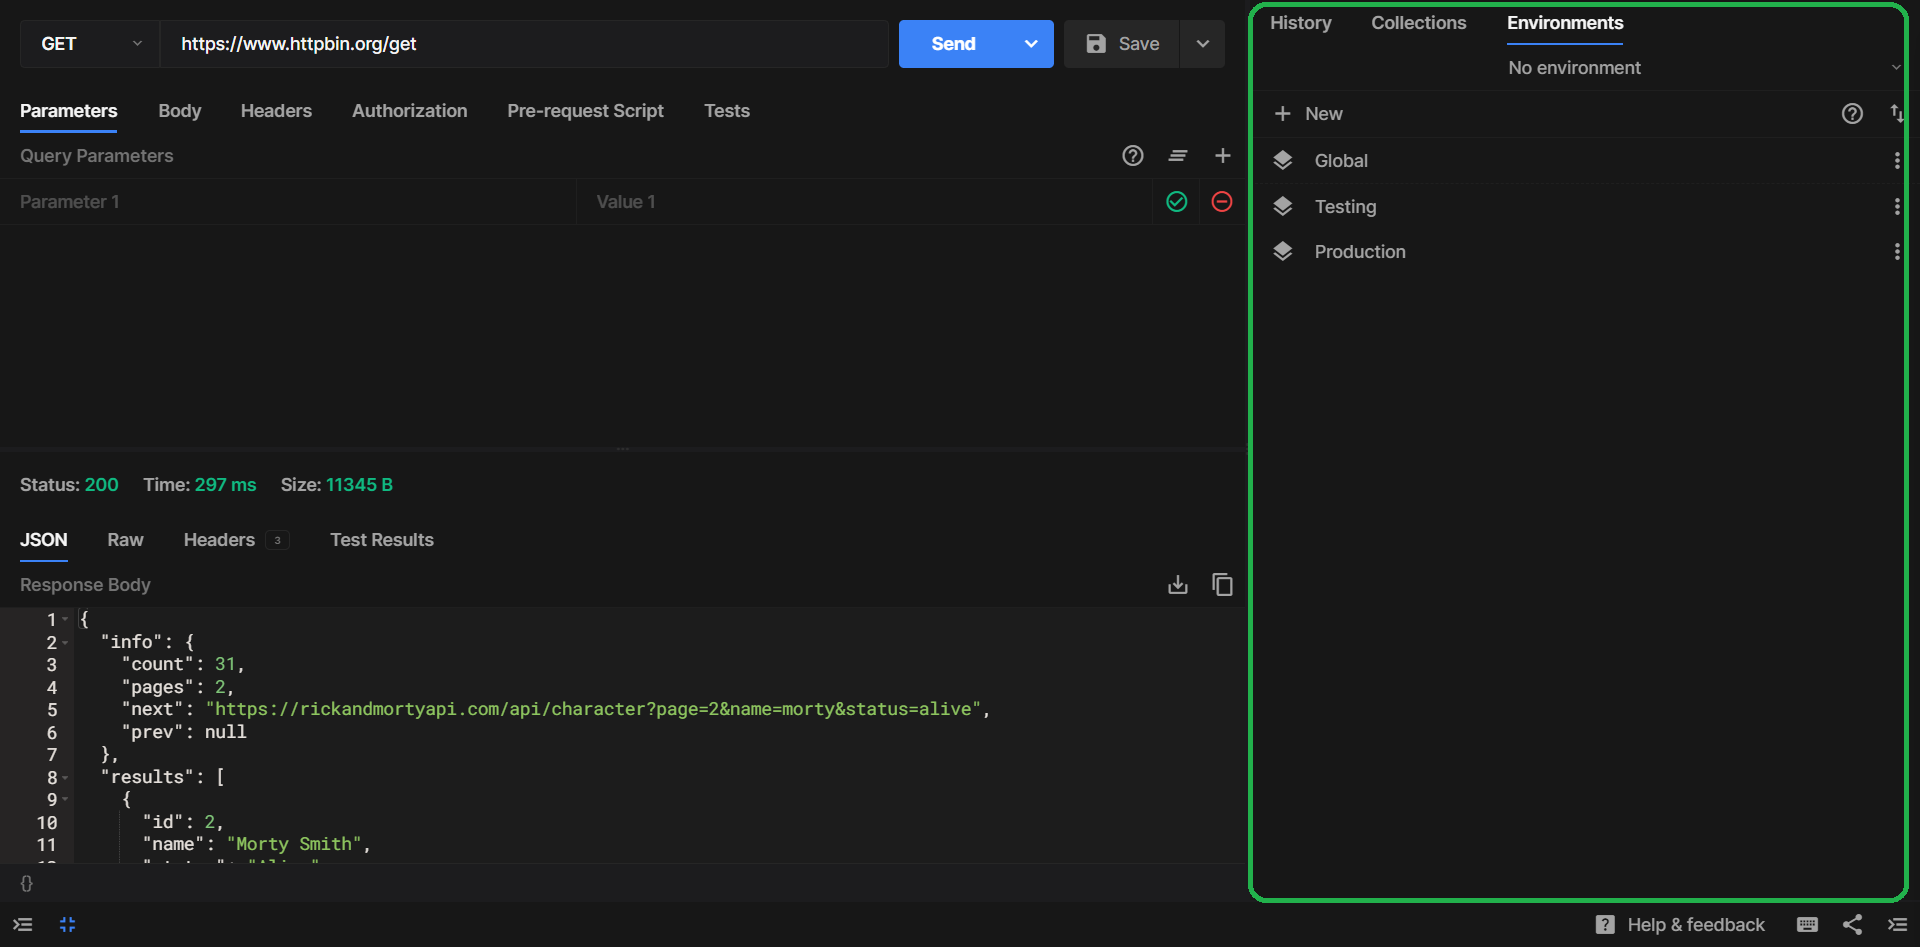 GET
https://www.httpbin.org/get
Send
Save
Parameters Body Headers Authorization Pre-request Script Tests
Query Parameters
Parameter 1 Value 1
Status: 200 Time: 297 ms Size: 11345 B
JSON Raw Headers 3 Test Results
Response Body
1 {
2 "info": {
3 "count": 31,
4 "pages": 2,
5 "next": "https://rickandmortyapi.com/api/character?page=2&name=morty&status=alive",
6 "prev": null
7 },
8 "results": [
9 {
10 "id": 2,
11 "name": "Morty Smith",
{}
History Collections Environments
No environment
New
Global
Testing
Production
Help & feedback